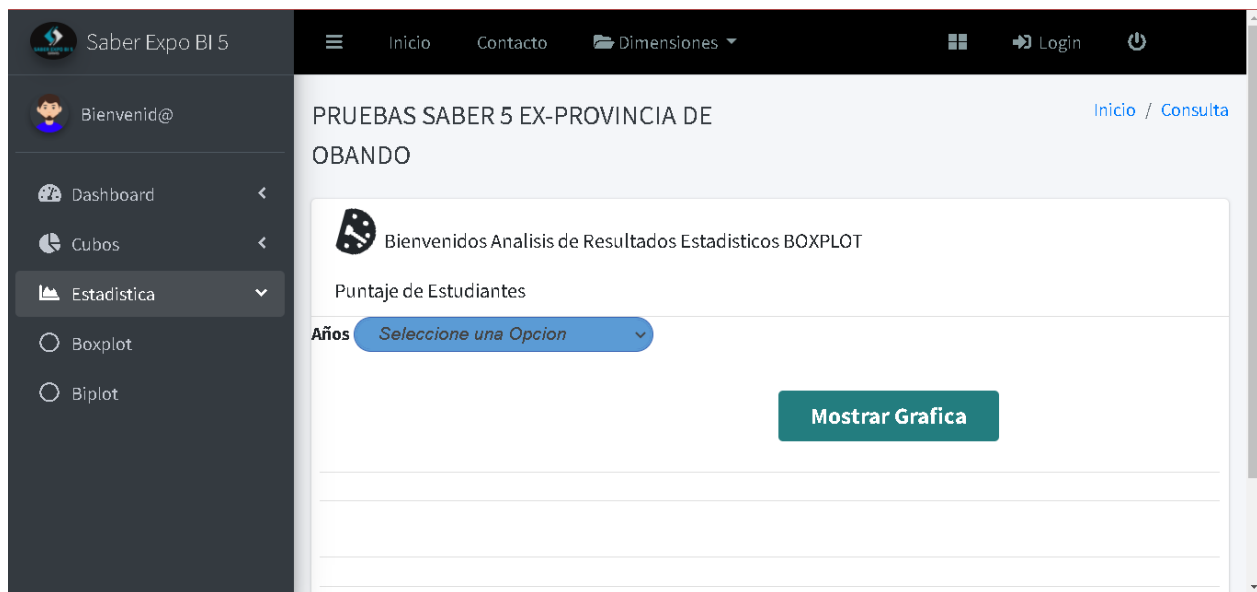 Saber Expo BI 5
Inicio Contacto Dimensiones Login
Bienvenid@
Dashboard
Cubos
Estadistica
Boxplot
Biplot
PRUEBAS SABER 5 EX-PROVINCIA DE
OBANDO
Inicio / Consulta
Bienvenidos Analisis de Resultados Estadisticos BOXPLOT
Puntaje de Estudiantes
Años Seleccione una Opcion
Mostrar Grafica